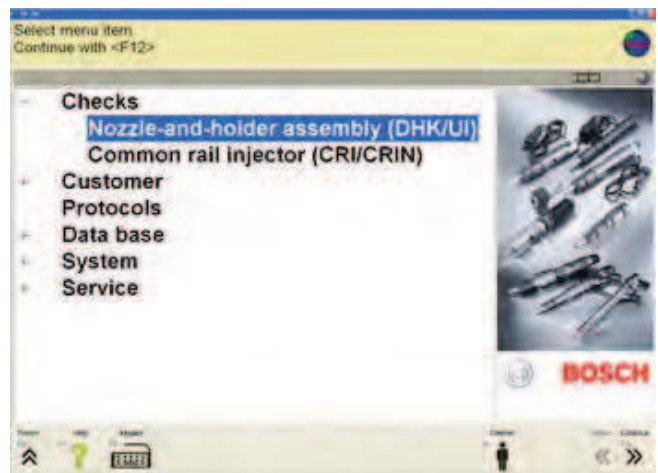 Select menu item
Continue with <F12>
Checks
Nozzle-and-holder assembly (DHK/UI)
Common rail injector (CRI/CRIN)
Customer
Protocols
Data base
System
Service
BOSCH
Help